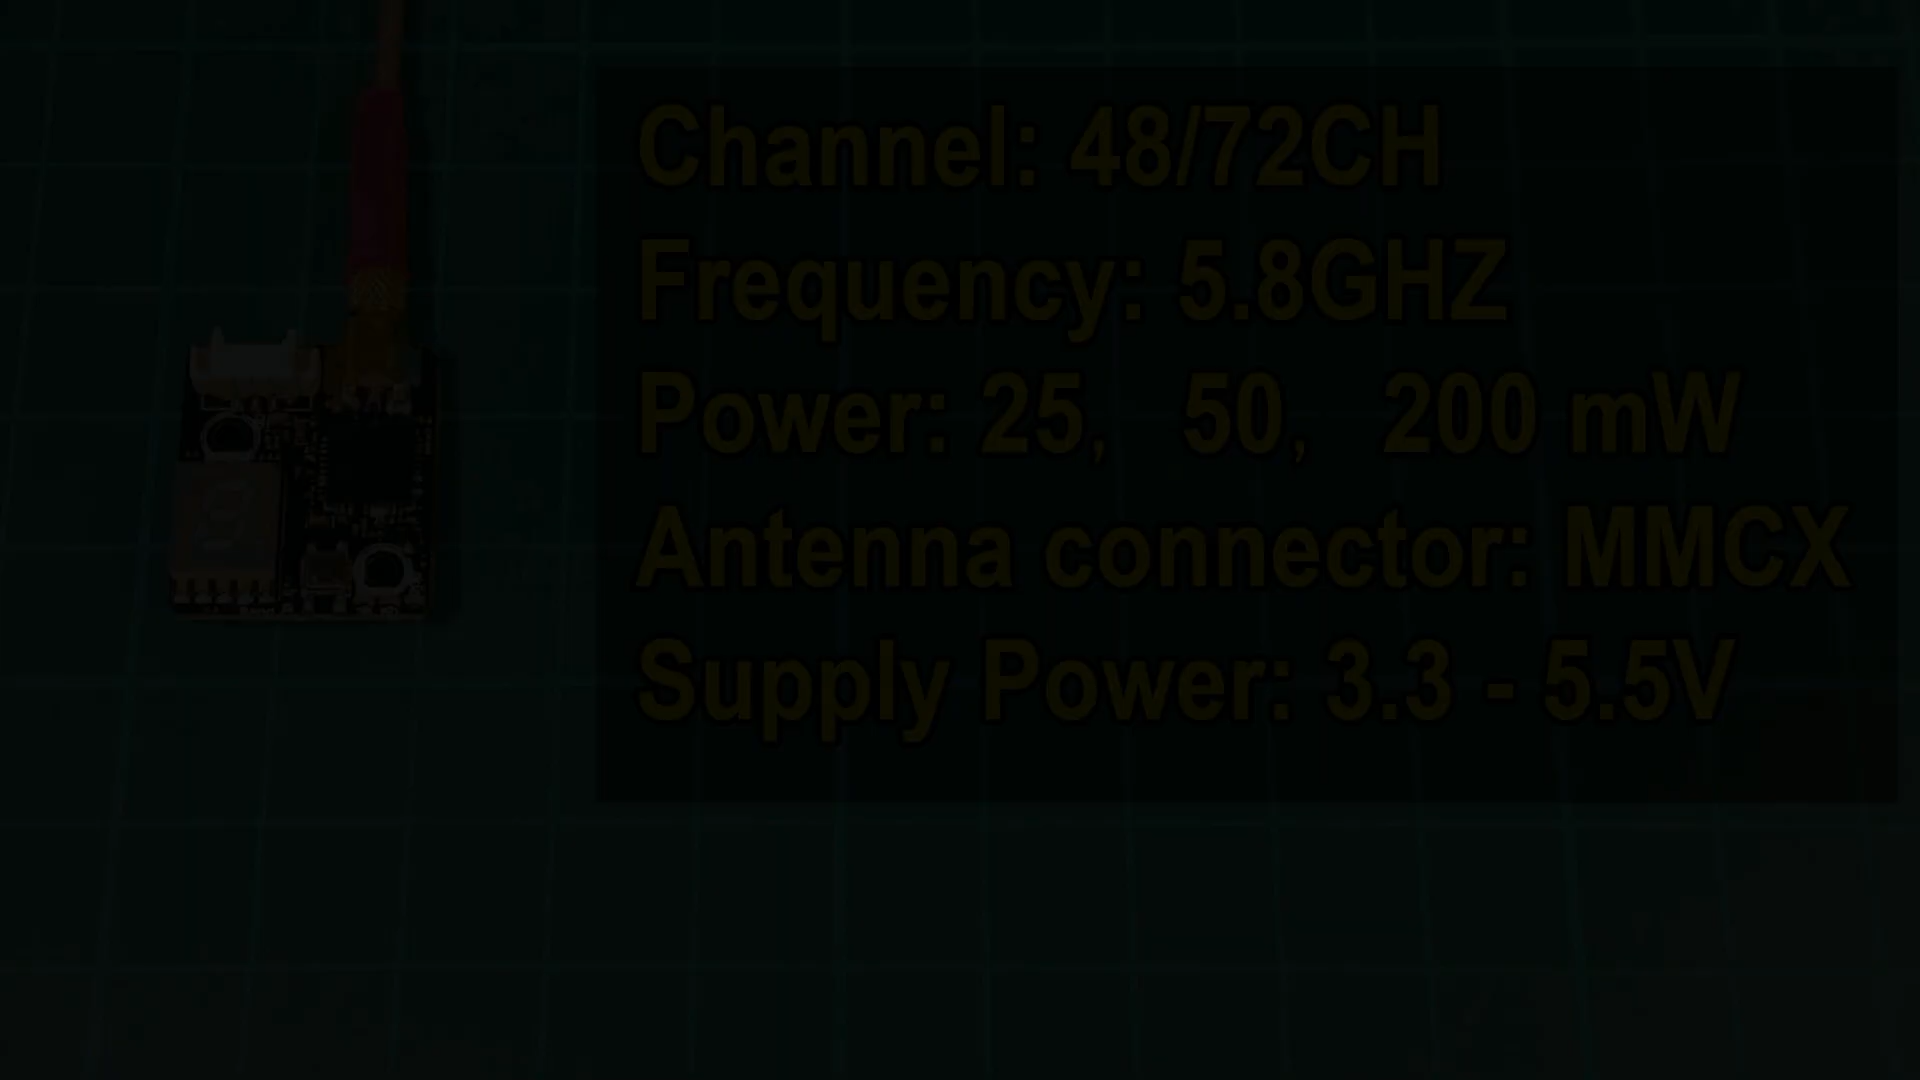 Channel: 48/72CH
Frequency: 5.8GHZ
Power: 25, 50, 200 mW
Antenna connector: MMCX
Supply Power: 3.3 - 5.5V